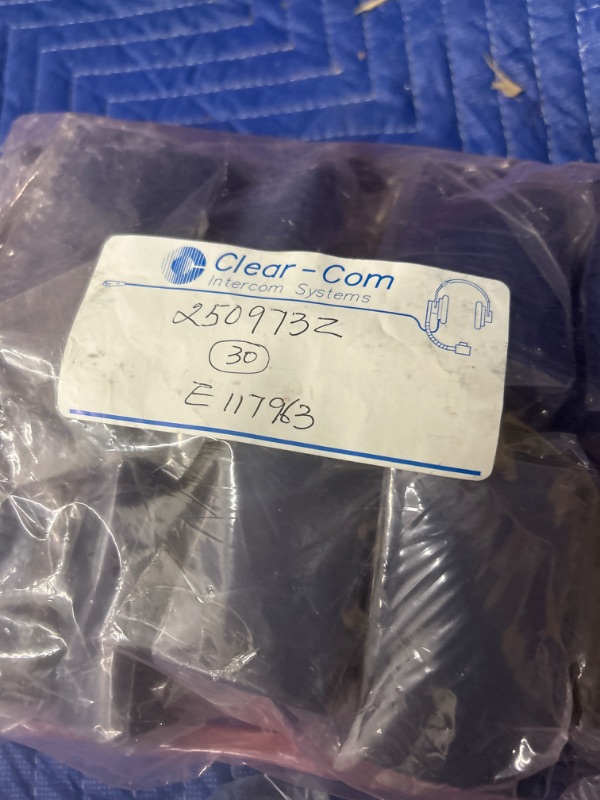 Clear-Com
Intercom Systems
250973Z
30
E117963